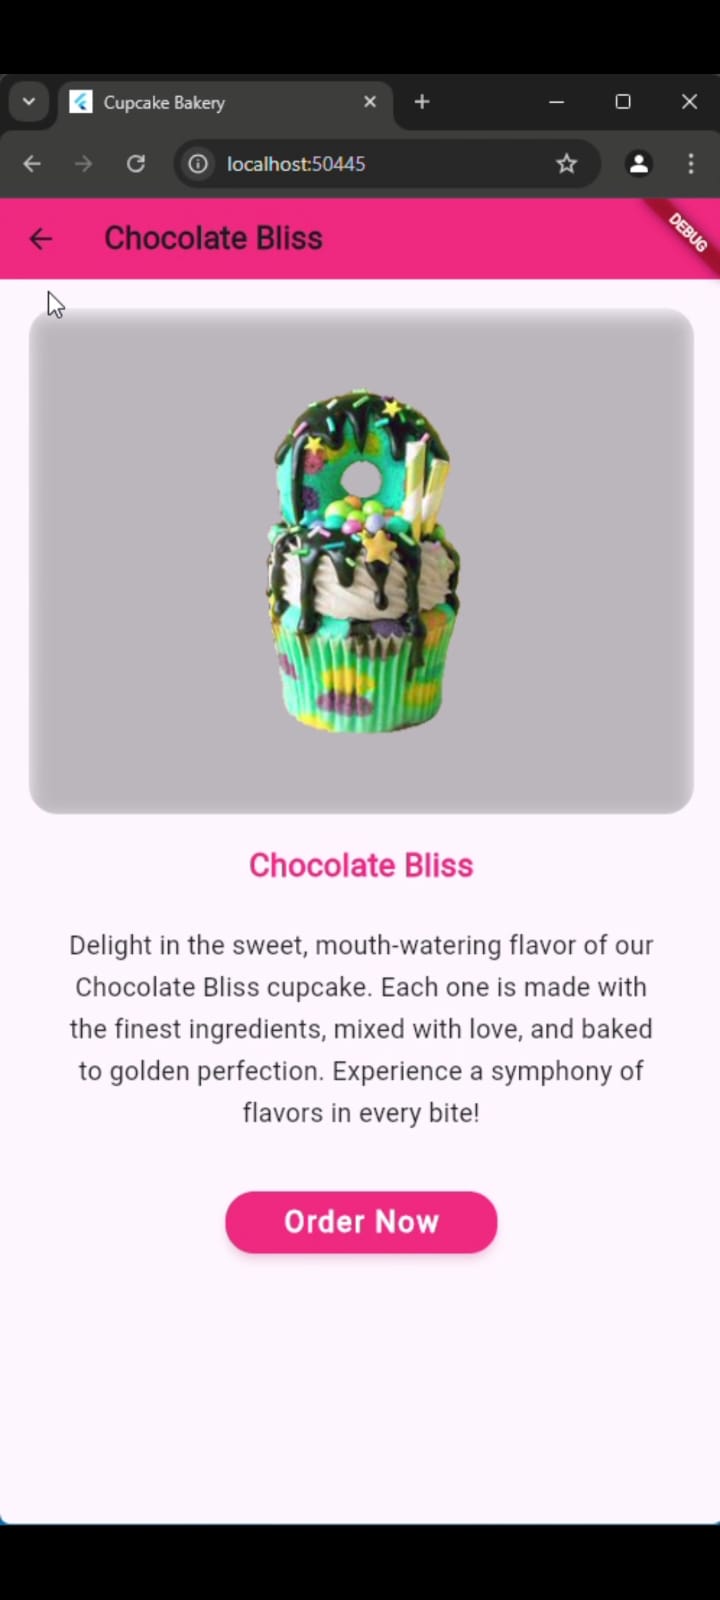 Cupcake Bakery
localhost:50445
Chocolate Bliss
DEBUG
Chocolate Bliss
Delight in the sweet, mouth-watering flavor of our
Chocolate Bliss cupcake. Each one is made with
the finest ingredients, mixed with love, and baked
to golden perfection. Experience a symphony of
flavors in every bite!
Order Now